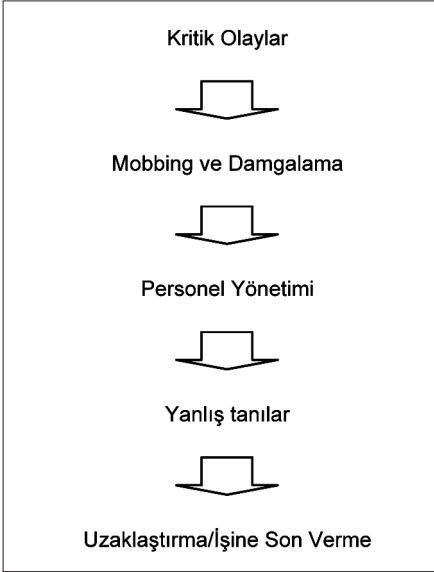 Kritik Olaylar
Mobbing ve Damgalama
Personel Yönetimi
Yanlış tanılar
Uzaklaştırma/İşine Son Verme